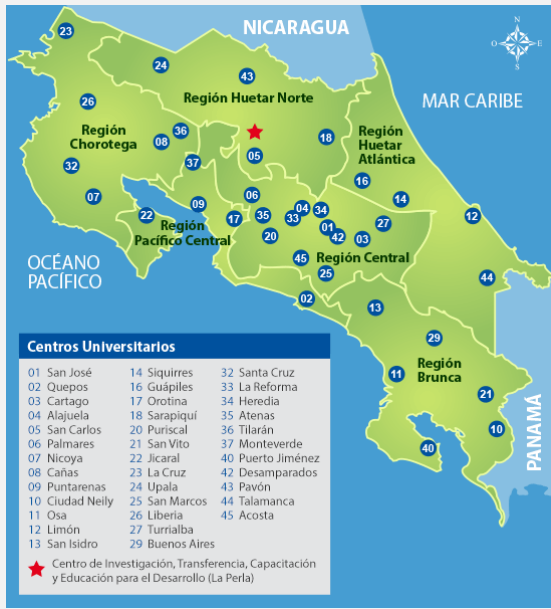 NICARAGUA
N
O
E
S
23
24
43
Región Huetar Norte
MAR CARIBE
26
Región
Chorotega
36
08
18
Región
Huetar
Atlántica
05
32
37
16
07
06
09
14
22
Región
Pacífico Central
17
35
33
04
34
01
27
12
20
42
03
45
Región Central
OCÉANO
PACÍFICO
25
44
02
13
29
Región
Brunca
11
21
10
40
PANAMÁ
Centros Universitarios
01 San José
02 Quepos
03 Cartago
04 Alajuela
05 San Carlos
06 Palmares
07 Nicoya
08 Cañas
09 Puntarenas
10 Ciudad Neily
11 Osa
12 Limón
13 San Isidro
14 Siquirres
16 Guápiles
17 Orotina
18 Sarapiquí
20 Puriscal
21 San Vito
22 Jicaral
23 La Cruz
24 Upala
25 San Marcos
26 Liberia
27 Turrialba
29 Buenos Aires
32 Santa Cruz
33 La Reforma
34 Heredia
35 Atenas
36 Tilarán
37 Monteverde
40 Puerto Jiménez
42 Desamparados
43 Pavón
44 Talamanca
45 Acosta
Centro de Investigación, Transferencia, Capacitación
y Educación para el Desarrollo (La Perla)